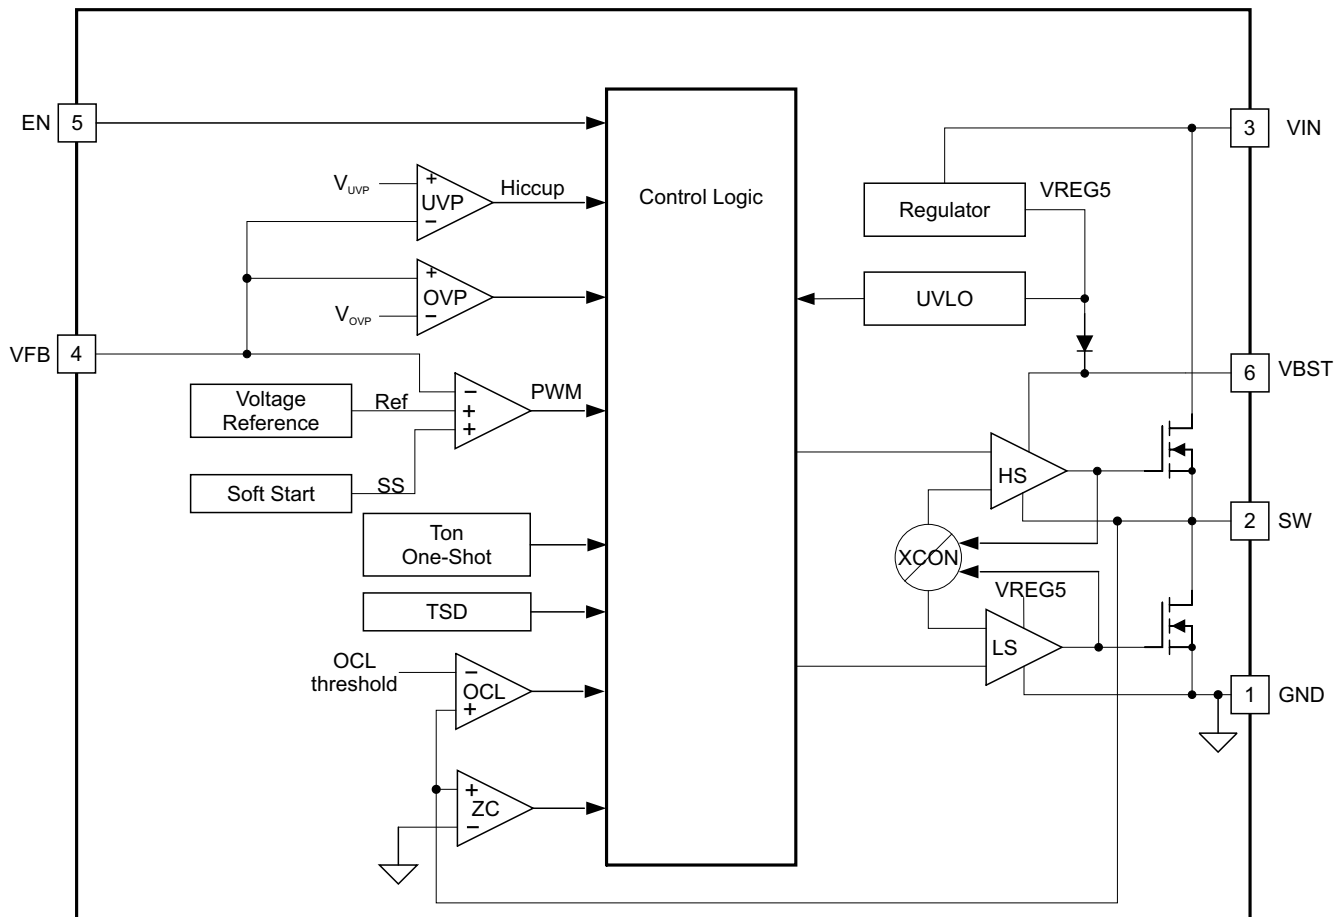 EN
5
V_UVP
+
UVP
−
Hiccup
+
OVP
−
V_OVP
VFB
4
Voltage
Reference
Ref
−
+
+
PWM
Soft Start
SS
Ton
One-Shot
TSD
OCL
threshold
−
OCL
+
+
ZC
−
Control Logic
3
VIN
Regulator
VREG5
UVLO
6
VBST
HS
2
SW
XCON
VREG5
LS
1
GND